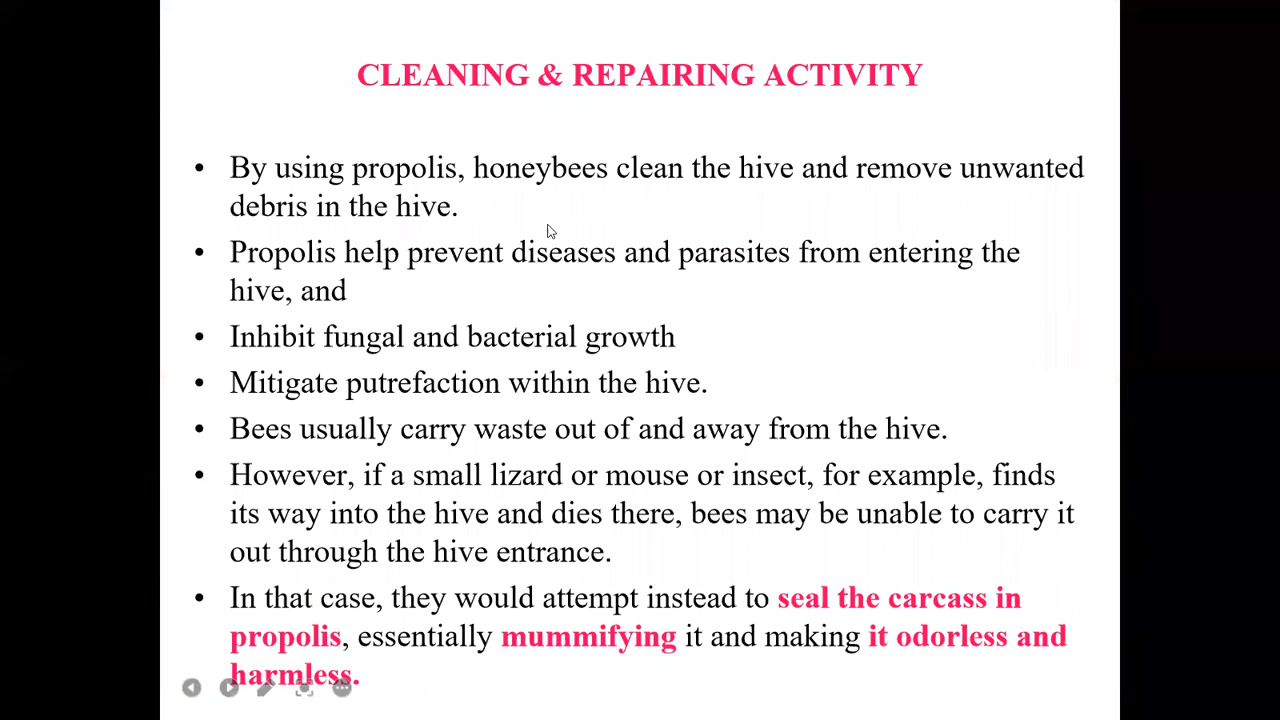 CLEANING & REPAIRING ACTIVITY
• By using propolis, honeybees clean the hive and remove unwanted
debris in the hive.
• Propolis help prevent diseases and parasites from entering the
hive, and
• Inhibit fungal and bacterial growth
• Mitigate putrefaction within the hive.
• Bees usually carry waste out of and away from the hive.
• However, if a small lizard or mouse or insect, for example, finds
its way into the hive and dies there, bees may be unable to carry it
out through the hive entrance.
• In that case, they would attempt instead to seal the carcass in
propolis, essentially mummifying it and making it odorless and
harmless.